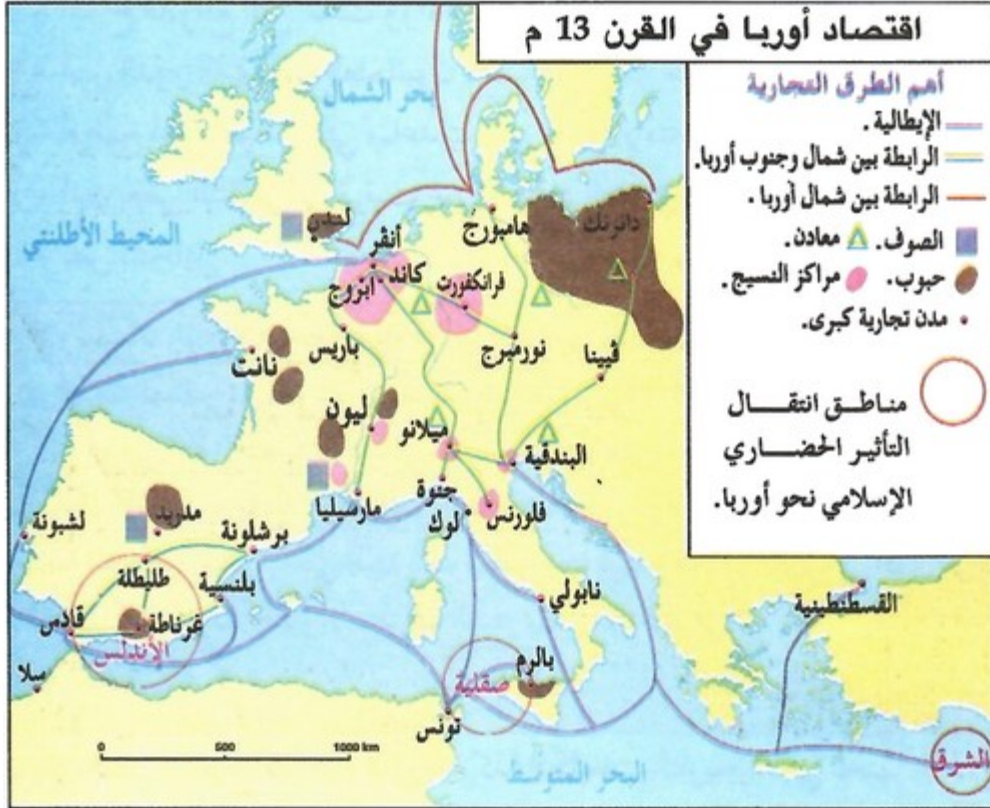 اقتصاد أوربا في القرن 13 م
أهم الطرق التجارية
الإيطالية .
الرابطة بين شمال وجنوب أوربا.
الرابطة بين شمال أوربا .
الصوف. معادن.
حبوب. مراكز النسيج.
مدن تجارية كبرى.
مناطق انتقال
التأثير الحضاري
الإسلامي نحو أوربا.
بحر الشمال
المحيط الأطلنتي
لندن
هامبورج
دانزنك
أنڤر
كاند
ابروج
فرانكفورت
باريس
نورمبرج
ڤيينا
نانت
ليون
ميلانو
البندقية
جنوة
مارسيليا
فلورنس
لوك
مدريد
لشبونة
برشلونة
طليطلة
بلنسية
نابولي
القسطنطينية
قادس
غرناطة
الأندلس
بالرم
صقلية
سلا
تونس
الشرق
0 500 1000 km
البحر المتوسط